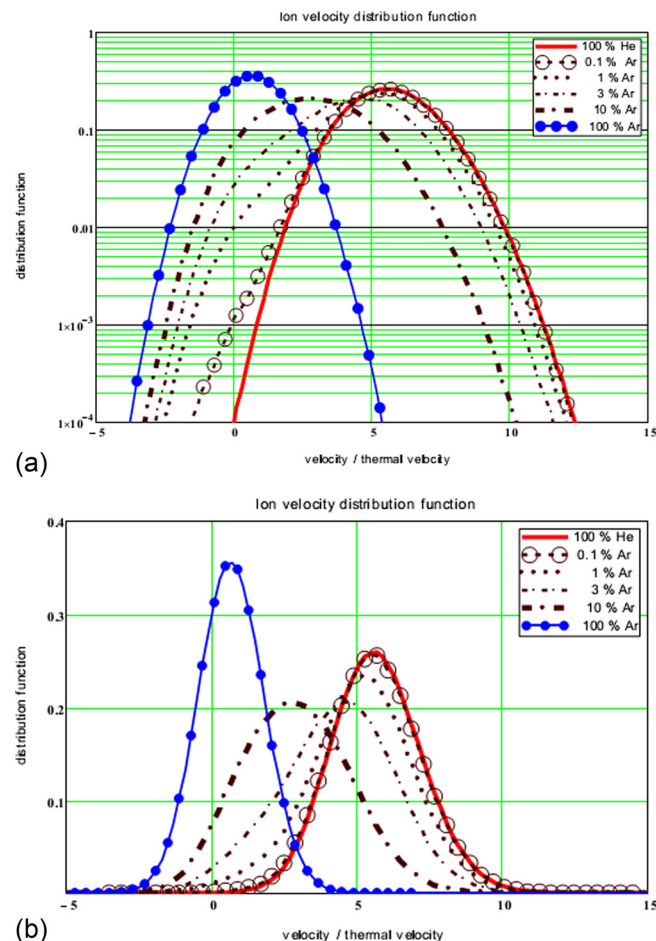 Ion velocity distribution function
1
0.1
0.01
1×10⁻³
1×10⁻⁴
distribution function
100 % He
0.1 % Ar
1 % Ar
3 % Ar
10 % Ar
100 % Ar
−5
0
5
10
15
velocity / thermal velocity
(a)
Ion velocity distribution function
0.4
0.3
0.2
0.1
distribution function
100 % He
0.1 % Ar
1 % Ar
3 % Ar
10 % Ar
100 % Ar
−5
0
5
10
15
velocity / thermal velocity
(b)